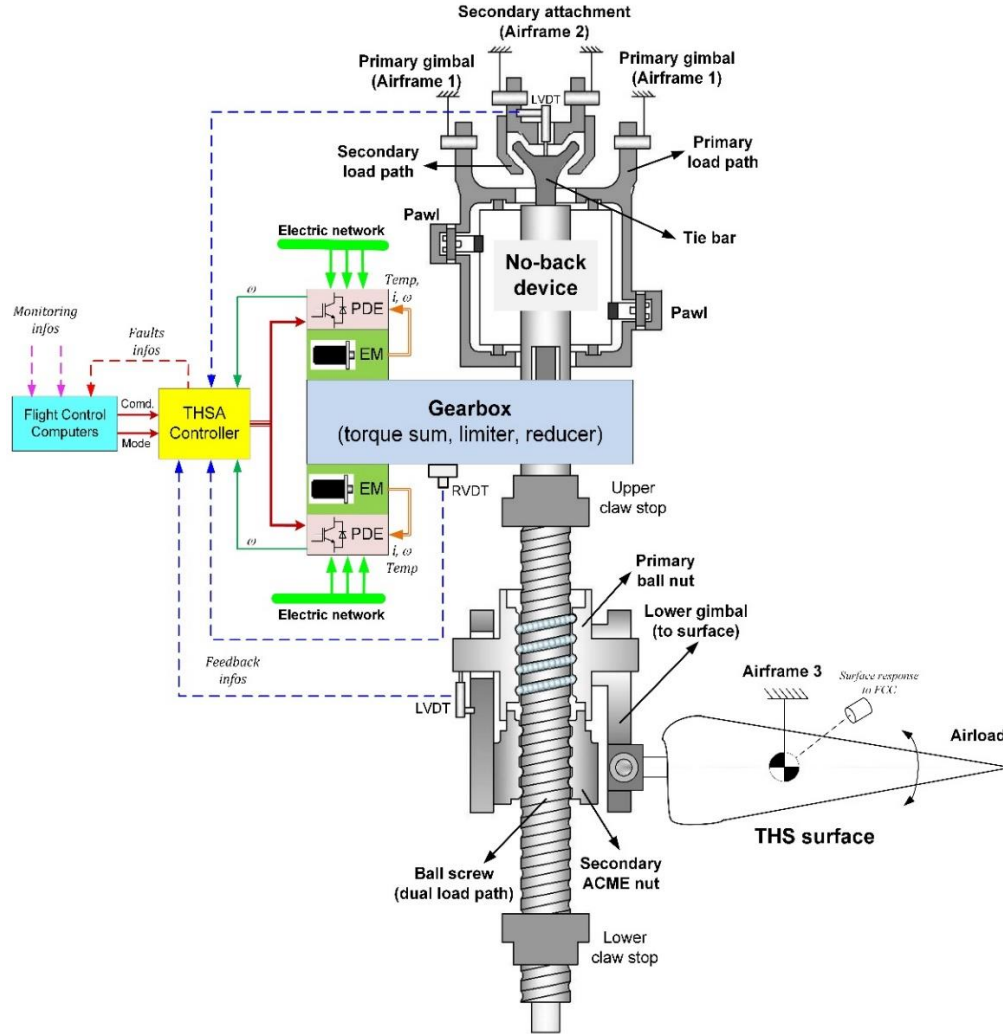 Secondary attachment
(Airframe 2)
Primary gimbal
(Airframe 1)
Primary gimbal
(Airframe 1)
LVDT
Secondary
load path
Primary
load path
Pawl
Tie bar
Electric network
No-back
device
Temp,
i, ω
ω
PDE
Pawl
Monitoring
infos
Faults
infos
EM
Flight Control
Computers
Comd.
Mode
THSA
Controller
Gearbox
(torque sum, limiter, reducer)
EM
RVDT
Upper
claw stop
PDE
ω
i, ω
Temp
Primary
ball nut
Electric network
Lower gimbal
(to surface)
Feedback
infos
Airframe 3
Surface response
to FCC
LVDT
Airload
THS surface
Ball screw
(dual load path)
Secondary
ACME nut
Lower
claw stop